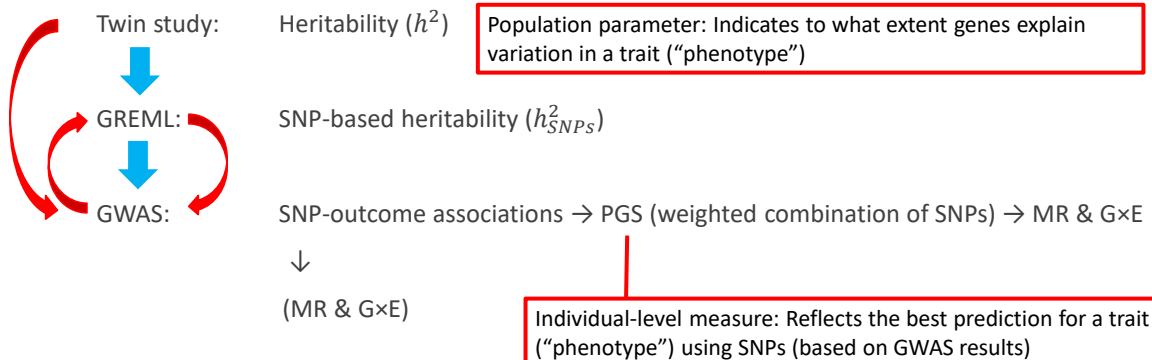 Twin study: Heritability (h²) Population parameter: Indicates to what extent genes explain
variation in a trait (“phenotype”)
GREML: SNP-based heritability (h²_SNPs)
GWAS: SNP-outcome associations → PGS (weighted combination of SNPs) → MR & G×E
↓
(MR & G×E)
Individual-level measure: Reflects the best prediction for a trait
(“phenotype”) using SNPs (based on GWAS results)